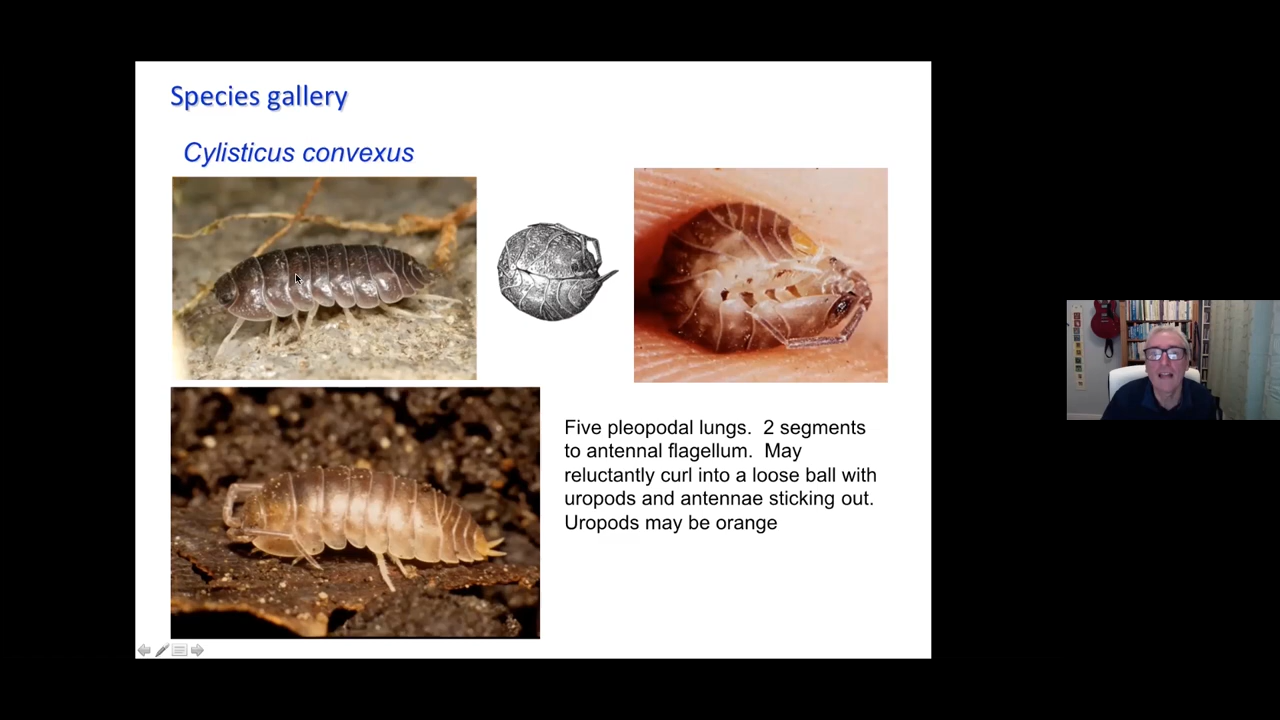 Species gallery
Cylisticus convexus
Five pleopodal lungs.  2 segments
to antennal flagellum.  May
reluctantly curl into a loose ball with
uropods and antennae sticking out.
Uropods may be orange